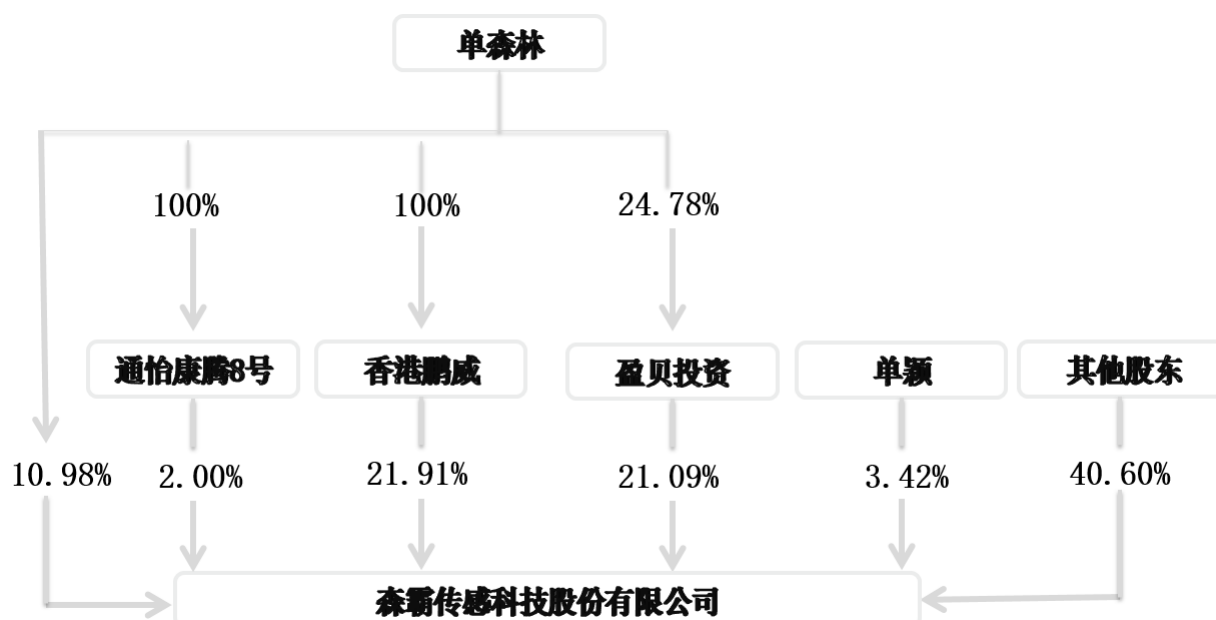 单森林
100% 100% 24.78%
通怡康腾8号 香港鹏威 盈贝投资 单颖 其他股东
10.98% 2.00% 21.91% 21.09% 3.42% 40.60%
森霸传感科技股份有限公司